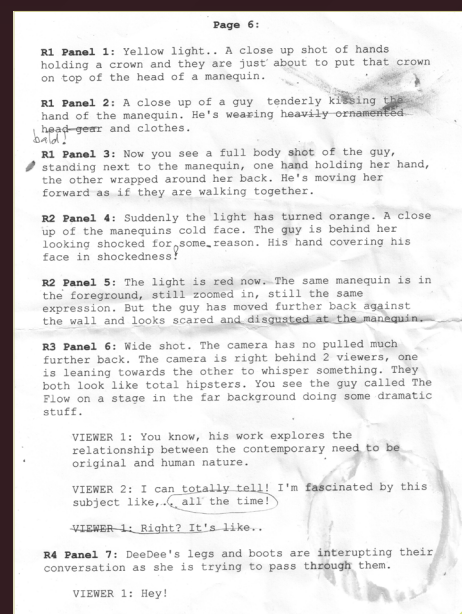 Page 6:
R1 Panel 1: Yellow light.. A close up shot of hands
holding a crown and they are just about to put that crown
on top of the head of a manequin.
R1 Panel 2: A close up of a guy tenderly kissing the
hand of the manequin. He's wearing heavily ornamented
head gear and clothes.
bald!
R1 Panel 3: Now you see a full body shot of the guy,
standing next to the manequin, one hand holding her hand,
the other wrapped around her back. He's moving her
forward as if they are walking together.
R2 Panel 4: Suddenly the light has turned orange. A close
up of the manequins cold face. The guy is behind her
looking shocked for some reason. His hand covering his
face in shockedness!
R2 Panel 5: The light is red now. The same manequin is in
the foreground, still zoomed in, still the same
expression. But the guy has moved further back against
the wall and looks scared and disgusted at the manequin.
R3 Panel 6: Wide shot. The camera has no pulled much
further back. The camera is right behind 2 viewers, one
is leaning towards the other to whisper something. They
both look like total hipsters. You see the guy called The
Flow on a stage in the far background doing some dramatic
stuff.
VIEWER 1: You know, his work explores the
relationship between the contemporary need to be
original and human nature.
VIEWER 2: I can totally tell! I'm fascinated by this
subject like,.. all the time!
VIEWER 1: Right? It's like..
R4 Panel 7: DeeDee's legs and boots are interupting their
conversation as she is trying to pass through them.
VIEWER 1: Hey!